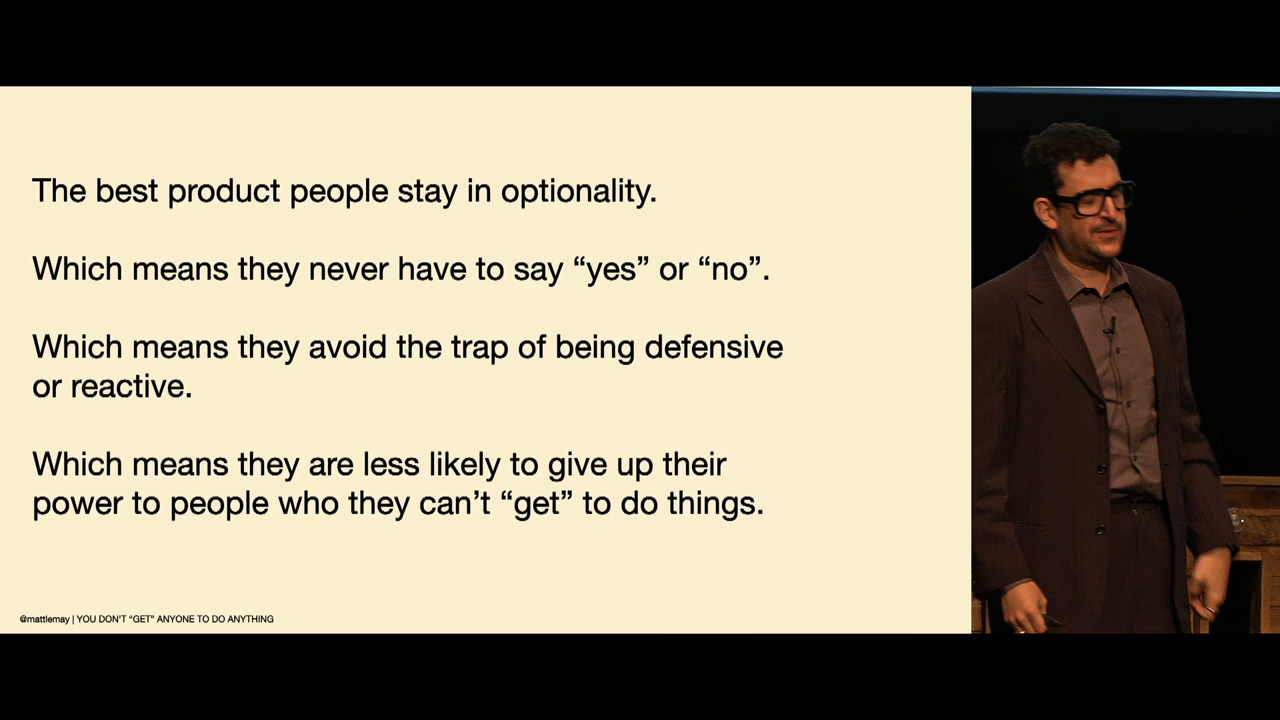 The best product people stay in optionality.
Which means they never have to say “yes” or “no”.
Which means they avoid the trap of being defensive
or reactive.
Which means they are less likely to give up their
power to people who they can’t “get” to do things.
@mattlemay | YOU DON’T “GET” ANYONE TO DO ANYTHING